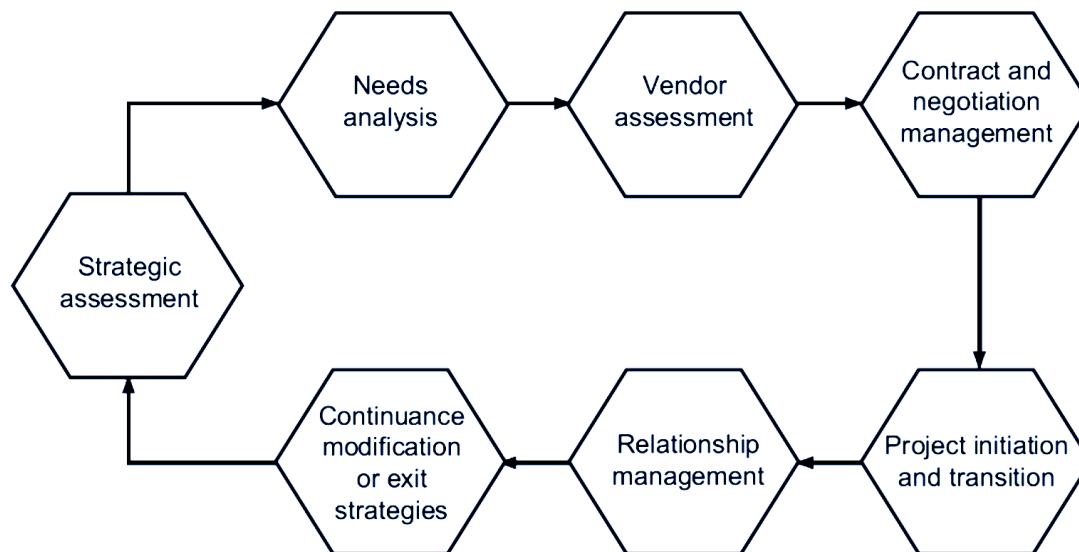 Needs
analysis
Vendor
assessment
Contract and
negotiation
management
Strategic
assessment
Continuance
modification
or exit
strategies
Relationship
management
Project initiation
and transition